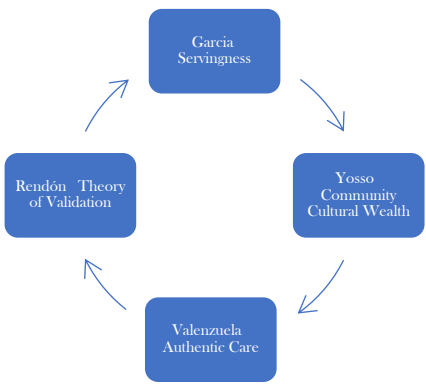 Garcia
Servingness
Yosso
Community
Cultural Wealth
Valenzuela
Authentic Care
Rendón Theory
of Validation